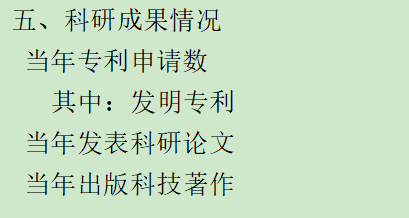 五、科研成果情况
当年专利申请数
其中：发明专利
当年发表科研论文
当年出版科技著作